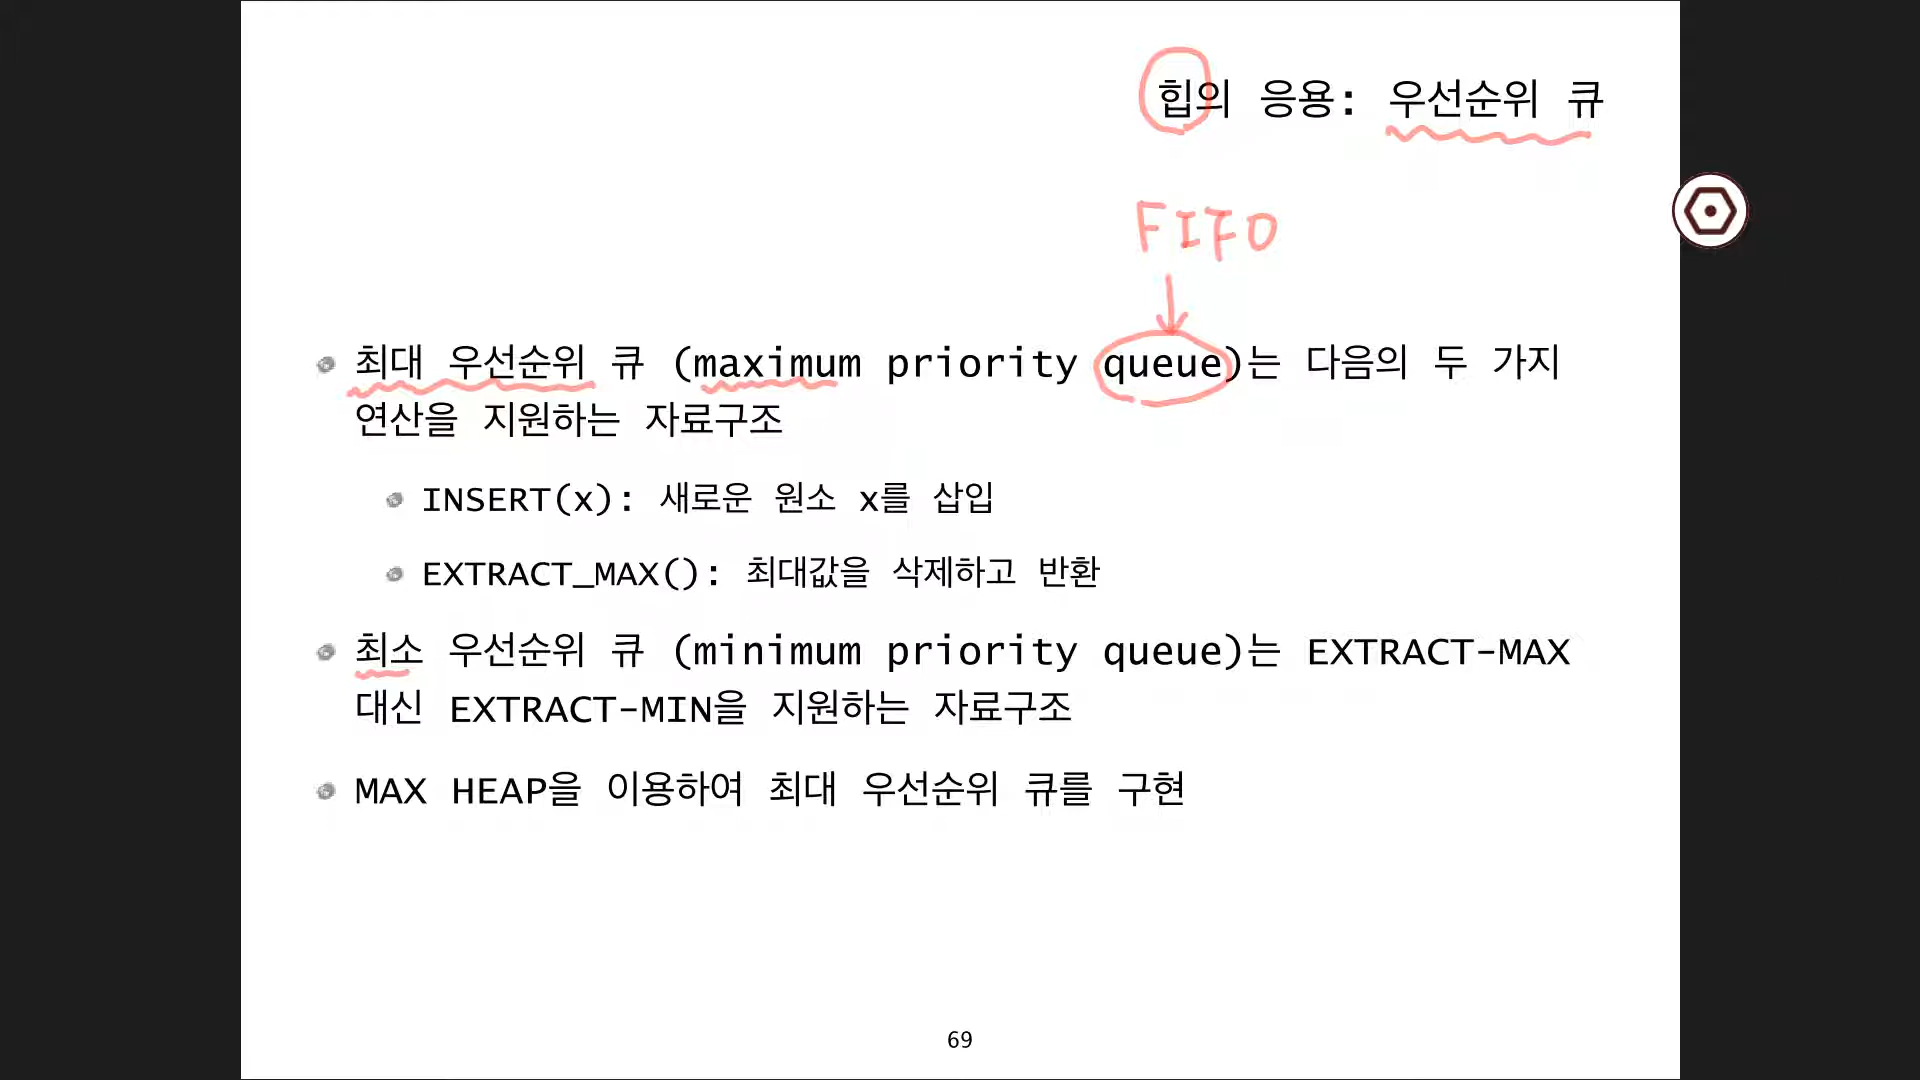 힙의 응용: 우선순위 큐
FIFO
최대 우선순위 큐 (maximum priority queue)는 다음의 두 가지
연산을 지원하는 자료구조
INSERT(x): 새로운 원소 x를 삽입
EXTRACT_MAX(): 최대값을 삭제하고 반환
최소 우선순위 큐 (minimum priority queue)는 EXTRACT-MAX
대신 EXTRACT-MIN을 지원하는 자료구조
MAX HEAP을 이용하여 최대 우선순위 큐를 구현
69